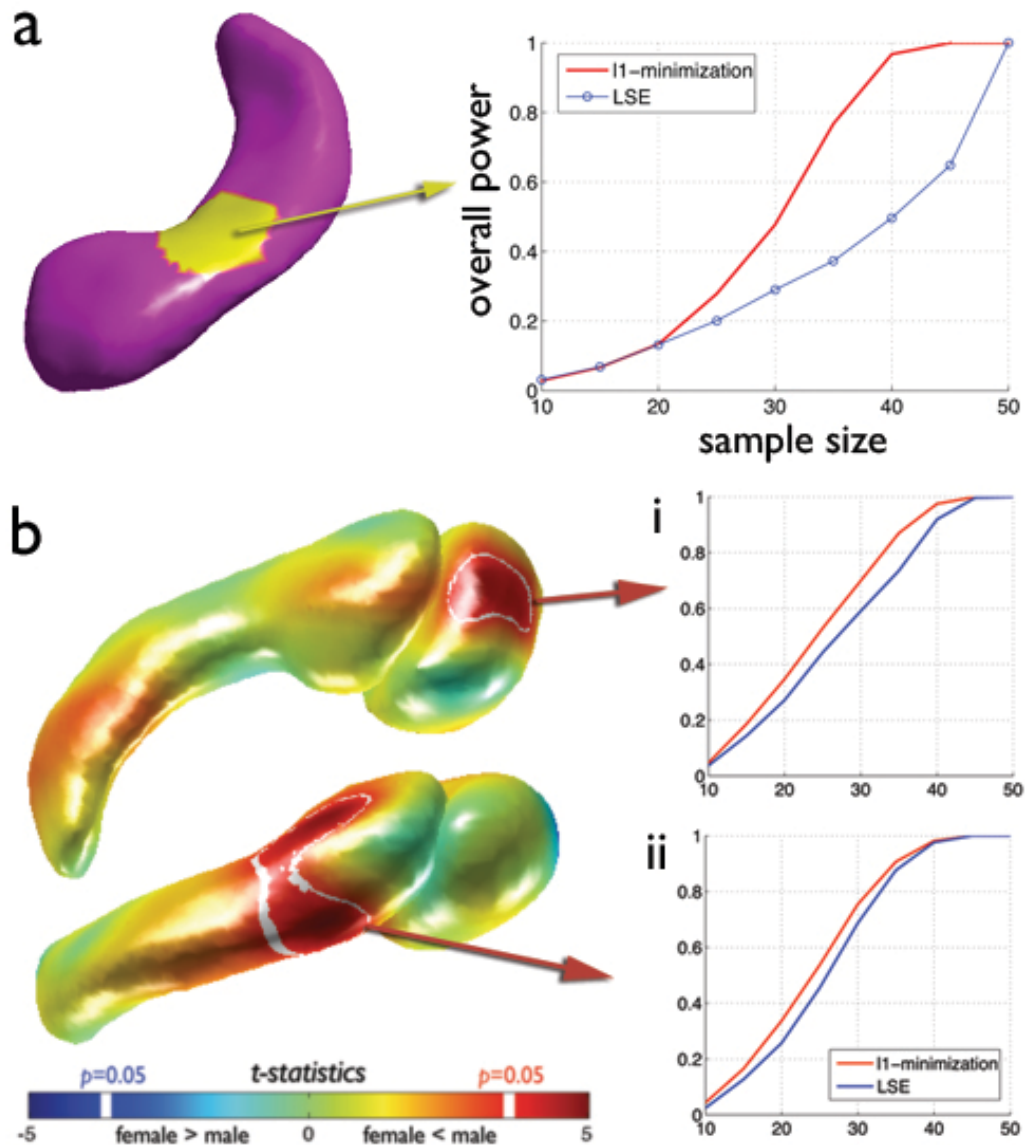 a
1
0.8
0.6
0.4
0.2
0
overall power
l1-minimization
LSE
10 20 30 40 50
sample size
b
i
1
0.8
0.6
0.4
0.2
0
10 20 30 40 50
ii
1
0.8
0.6
0.4
0.2
0
l1-minimization
LSE
10 20 30 40 50
p=0.05 t-statistics p=0.05
-5 female > male 0 female < male 5